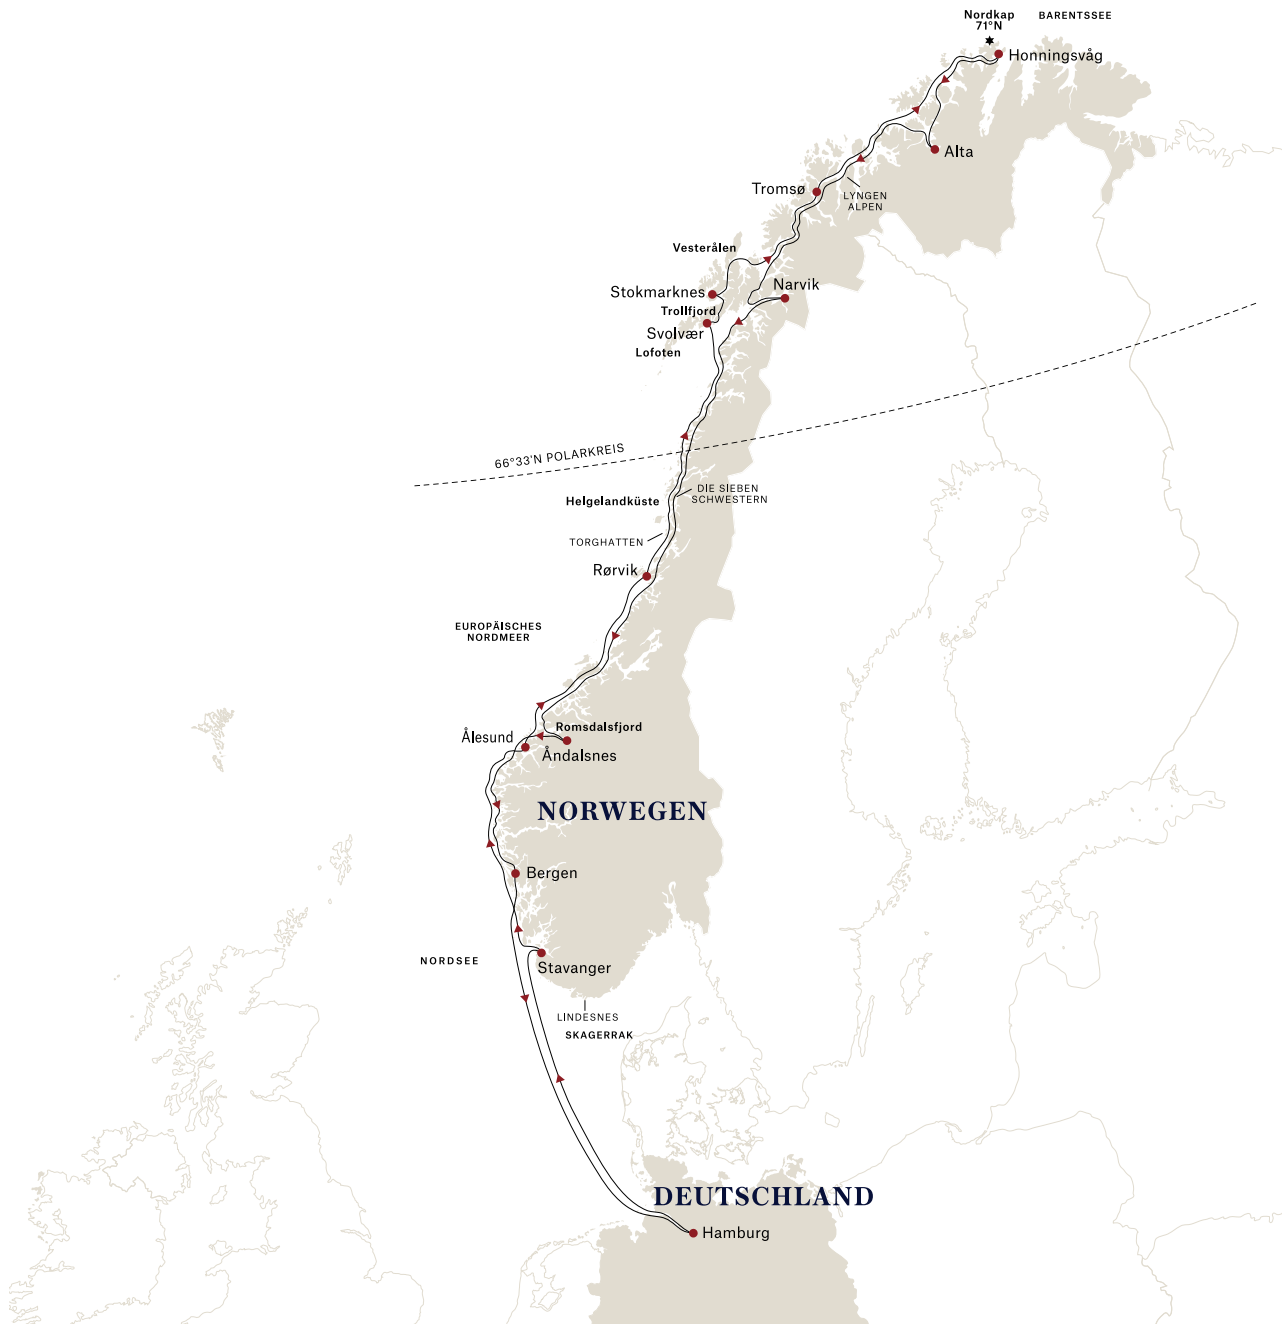 Nordkap
71°N
BARENTSSEE
Honningsvåg
Alta
Tromsø
LYNGEN
ALPEN
Vesterålen
Stokmarknes
Narvik
Trollfjord
Svolvær
Lofoten
66°33'N POLARKREIS
DIE SIEBEN
SCHWESTERN
Helgelandküste
TORGHATTEN
Rørvik
EUROPÄISCHES
NORDMEER
Romsdalsfjord
Ålesund
Åndalsnes
NORWEGEN
Bergen
NORDSEE
Stavanger
LINDESNES
SKAGERRAK
DEUTSCHLAND
Hamburg